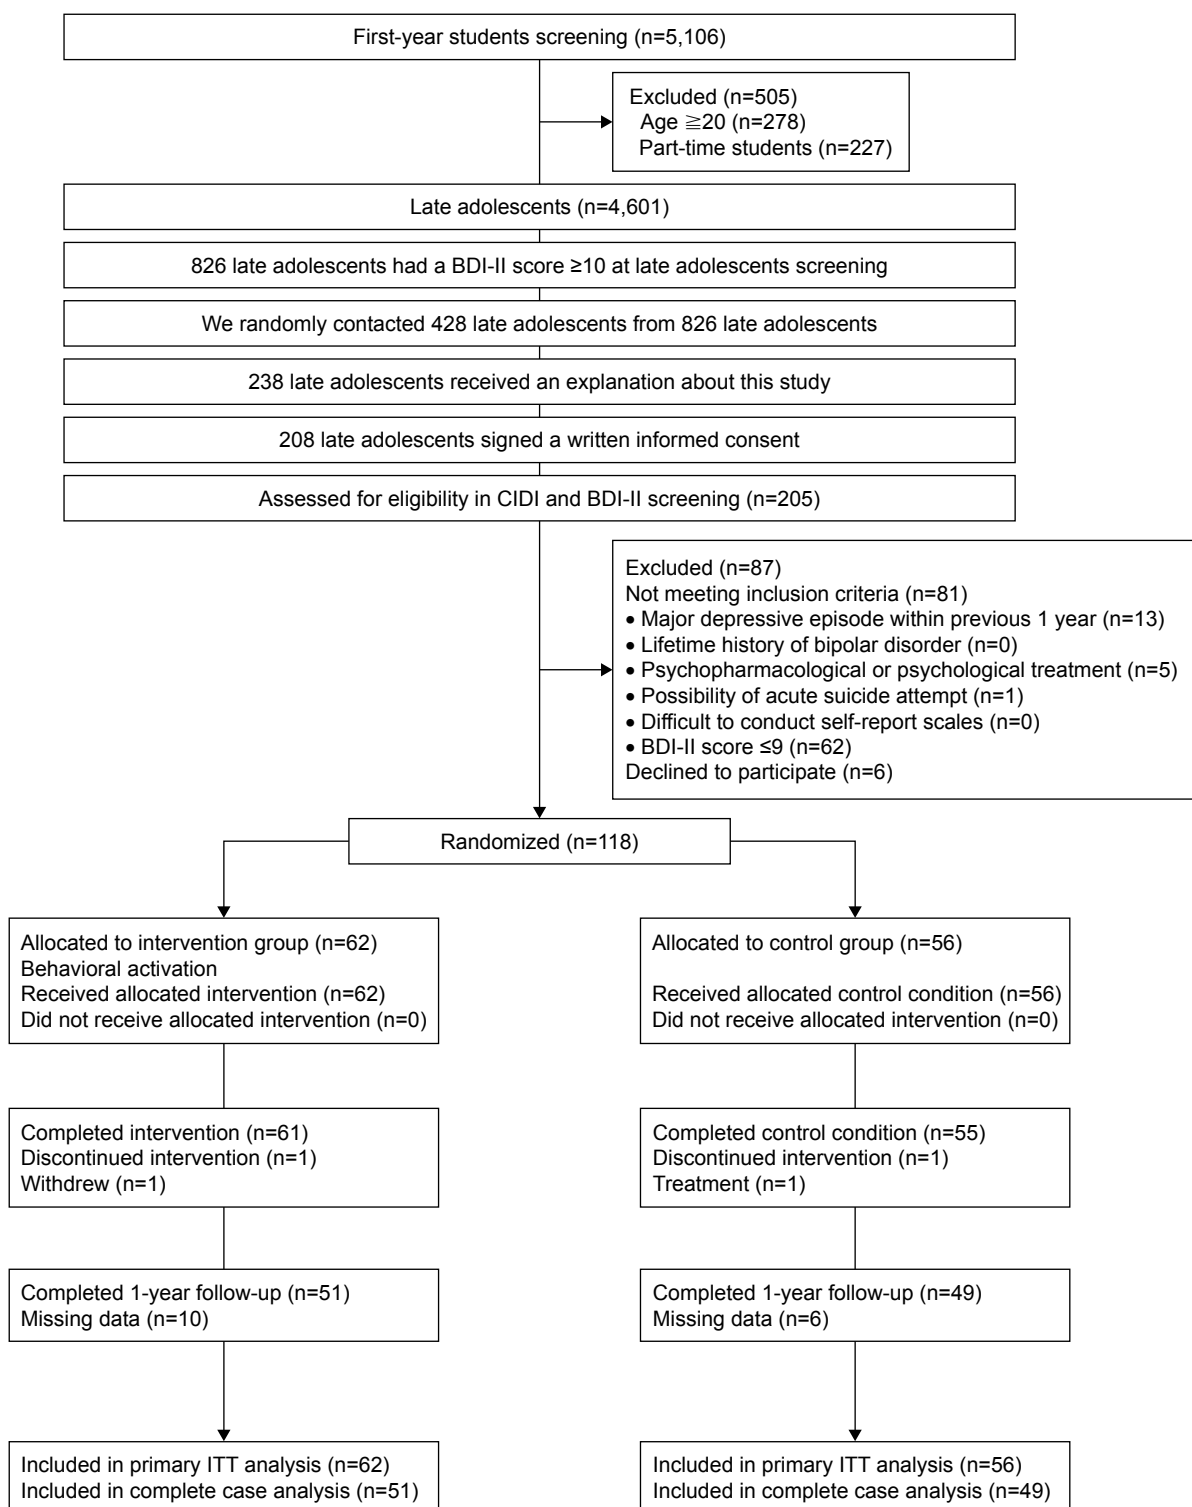 First-year students screening (n=5,106)
Excluded (n=505)
Age ≧20 (n=278)
Part-time students (n=227)
Late adolescents (n=4,601)
826 late adolescents had a BDI-II score ≥10 at late adolescents screening
We randomly contacted 428 late adolescents from 826 late adolescents
238 late adolescents received an explanation about this study
208 late adolescents signed a written informed consent
Assessed for eligibility in CIDI and BDI-II screening (n=205)
Excluded (n=87)
Not meeting inclusion criteria (n=81)
• Major depressive episode within previous 1 year (n=13)
• Lifetime history of bipolar disorder (n=0)
• Psychopharmacological or psychological treatment (n=5)
• Possibility of acute suicide attempt (n=1)
• Difficult to conduct self-report scales (n=0)
• BDI-II score ≤9 (n=62)
Declined to participate (n=6)
Randomized (n=118)
Allocated to intervention group (n=62)
Behavioral activation
Received allocated intervention (n=62)
Did not receive allocated intervention (n=0)
Allocated to control group (n=56)
Received allocated control condition (n=56)
Did not receive allocated intervention (n=0)
Completed intervention (n=61)
Discontinued intervention (n=1)
Withdrew (n=1)
Completed control condition (n=55)
Discontinued intervention (n=1)
Treatment (n=1)
Completed 1-year follow-up (n=51)
Missing data (n=10)
Completed 1-year follow-up (n=49)
Missing data (n=6)
Included in primary ITT analysis (n=62)
Included in complete case analysis (n=51)
Included in primary ITT analysis (n=56)
Included in complete case analysis (n=49)